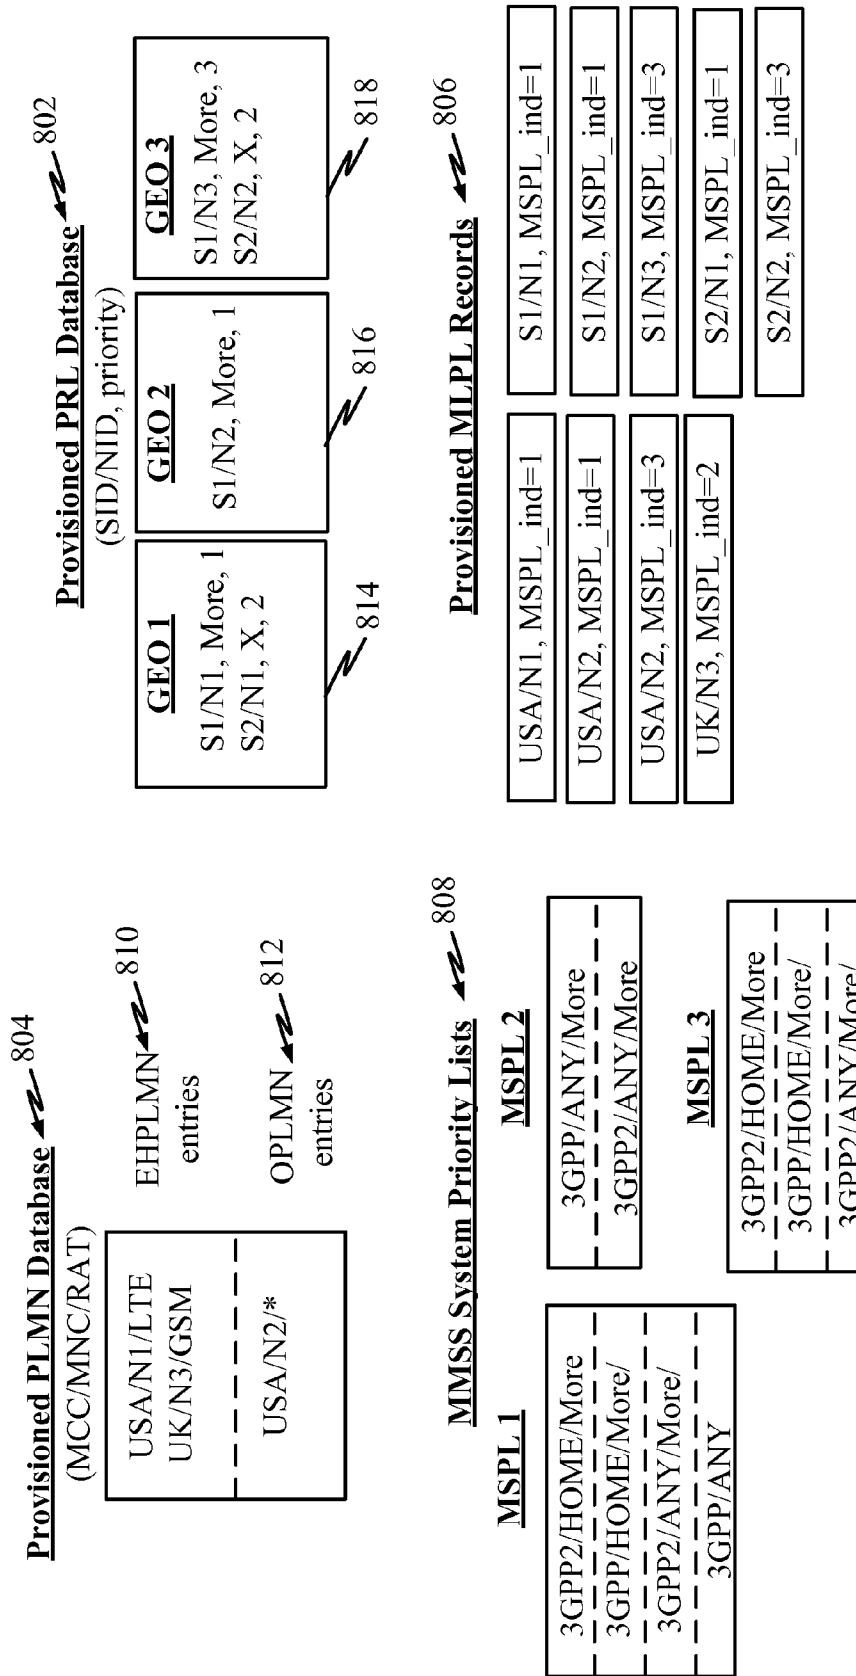 Provisioned PLMN Database
804
(MCC/MNC/RAT)
USA/N1/LTE
UK/N3/GSM
USA/N2/*
EHPLMN
entries
810
OPLMN
entries
812
Provisioned PRL Database
802
(SID/NID, priority)
GEO 1
S1/N1, More, 1
S2/N1, X, 2
814
GEO 2
S1/N2, More, 1
816
GEO 3
S1/N3, More, 3
S2/N2, X, 2
818
MMSS System Priority Lists
808
MSPL 1
3GPP2/HOME/More
3GPP/HOME/More/
3GPP2/ANY/More/
3GPP/ANY
MSPL 2
3GPP/ANY/More
3GPP2/ANY/More
MSPL 3
3GPP2/HOME/More
3GPP/HOME/More/
3GPP2/ANY/More/
Provisioned MLPL Records
806
USA/N1, MSPL_ind=1
USA/N2, MSPL_ind=1
USA/N2, MSPL_ind=3
UK/N3, MSPL_ind=2
S1/N1, MSPL_ind=1
S1/N2, MSPL_ind=1
S1/N3, MSPL_ind=3
S2/N1, MSPL_ind=1
S2/N2, MSPL_ind=3